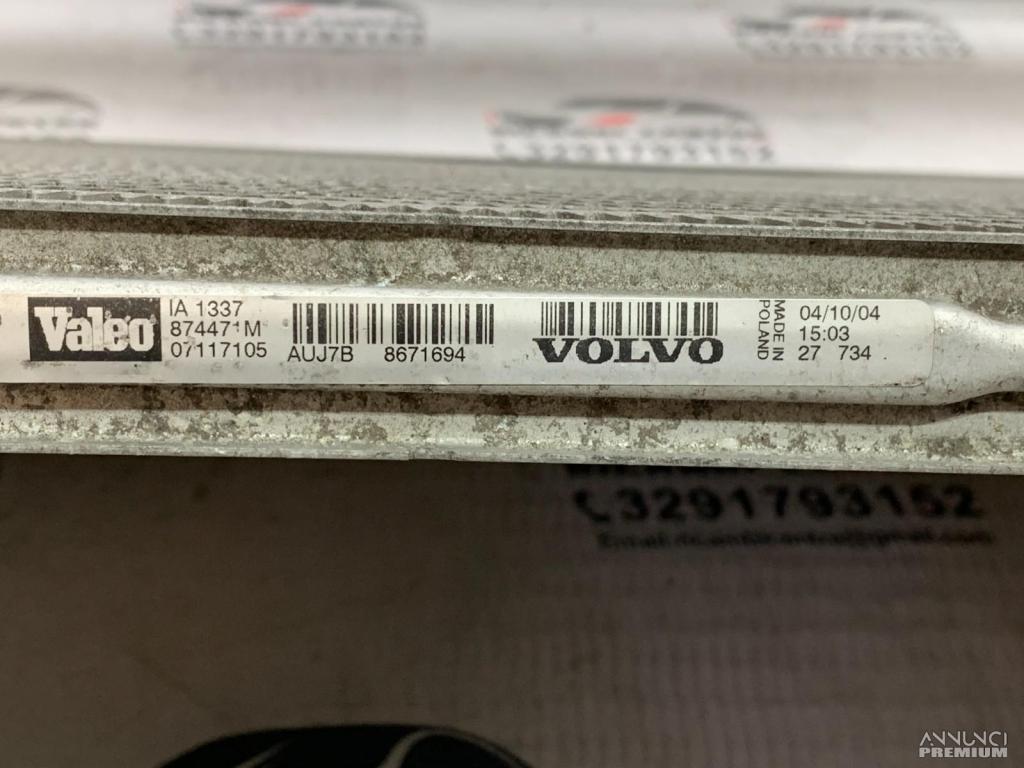 Valeo
IA 1337
874471M
07117105
AUJ7B 8671694
VOLVO
MADE IN
POLAND
04/10/04
15:03
27 734
3291793152
ANNUNCI
PREMIUM